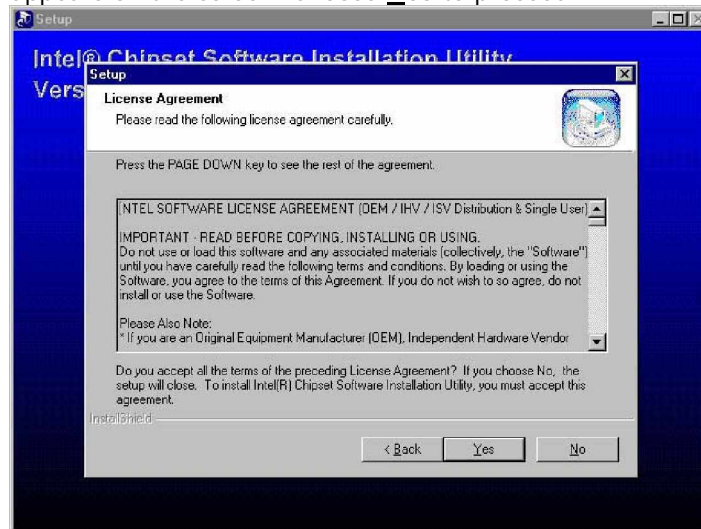 Setup
Intel® Chipset Software Installation Utility
Vers
Setup
License Agreement
Please read the following license agreement carefully.
Press the PAGE DOWN key to see the rest of the agreement.
INTEL SOFTWARE LICENSE AGREEMENT (OEM / IHV / ISV Distribution & Single User)
IMPORTANT - READ BEFORE COPYING, INSTALLING OR USING.
Do not use or load this software and any associated materials (collectively, the "Software")
until you have carefully read the following terms and conditions. By loading or using the
Software, you agree to the terms of this Agreement. If you do not wish to so agree, do not
install or use the Software.
Please Also Note:
* If you are an Original Equipment Manufacturer (OEM), Independent Hardware Vendor
Do you accept all the terms of the preceding License Agreement? If you choose No, the
setup will close. To install Intel(R) Chipset Software Installation Utility, you must accept this
agreement.
InstallShield
< Back Yes No